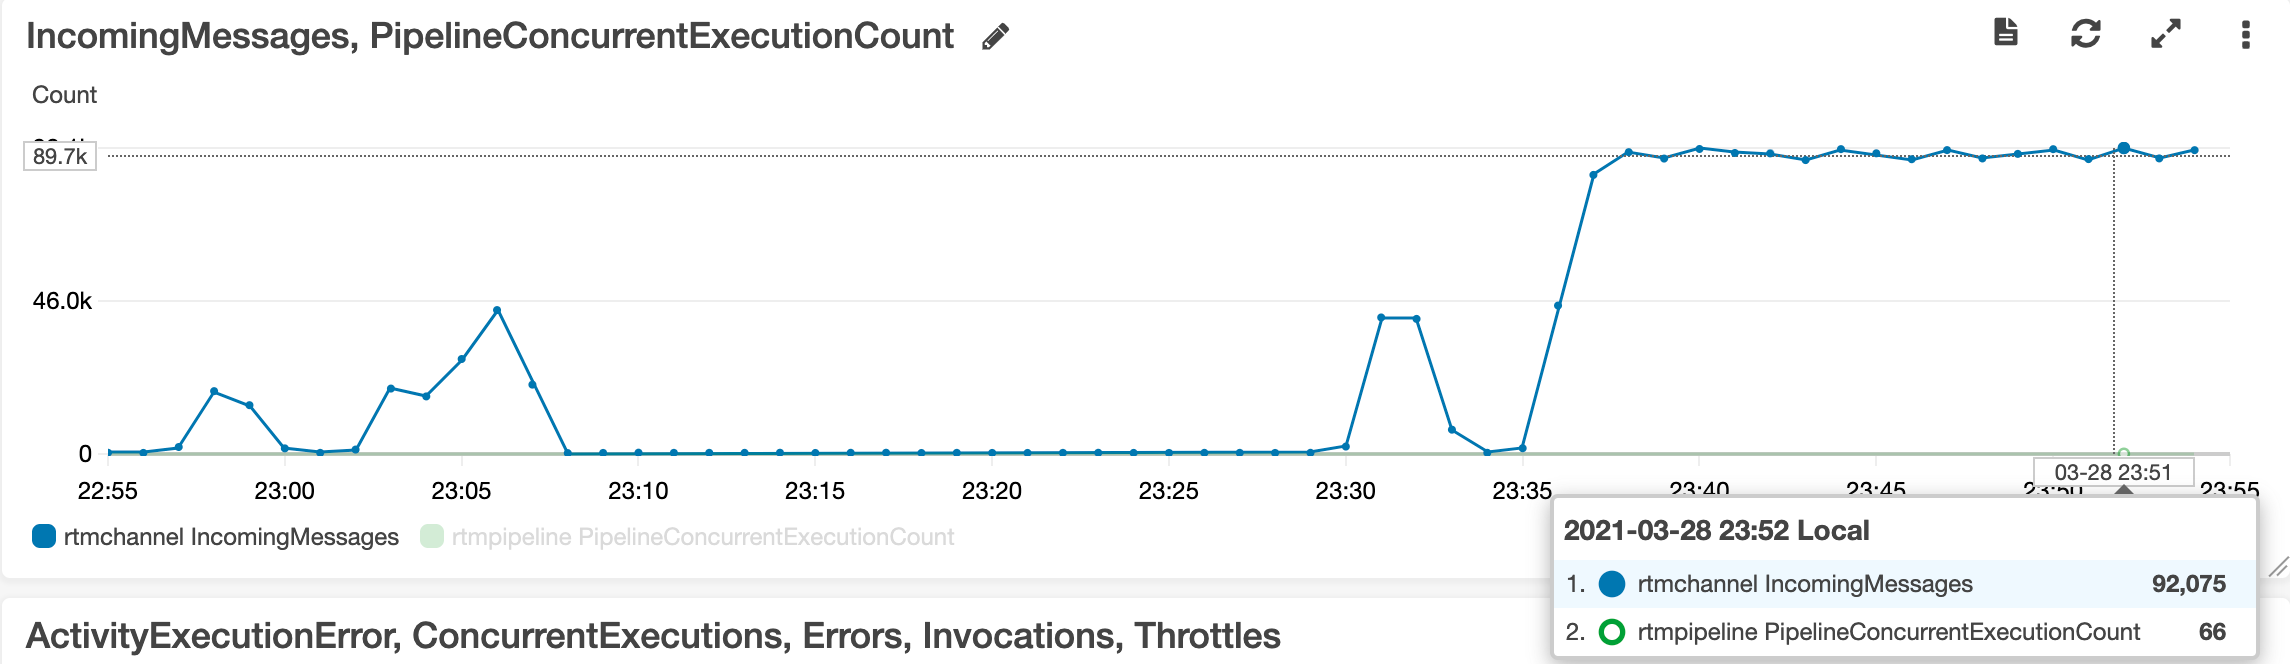 IncomingMessages, PipelineConcurrentExecutionCount
Count
89.7k
46.0k
0
22:55 23:00 23:05 23:10 23:15 23:20 23:25 23:30 23:35 23:40 23:45 23:50 23:55
03-28 23:51
rtmchannel IncomingMessages rtmpipeline PipelineConcurrentExecutionCount
2021-03-28 23:52 Local
1. rtmchannel IncomingMessages 92,075
2. rtmpipeline PipelineConcurrentExecutionCount 66
ActivityExecutionError, ConcurrentExecutions, Errors, Invocations, Throttles